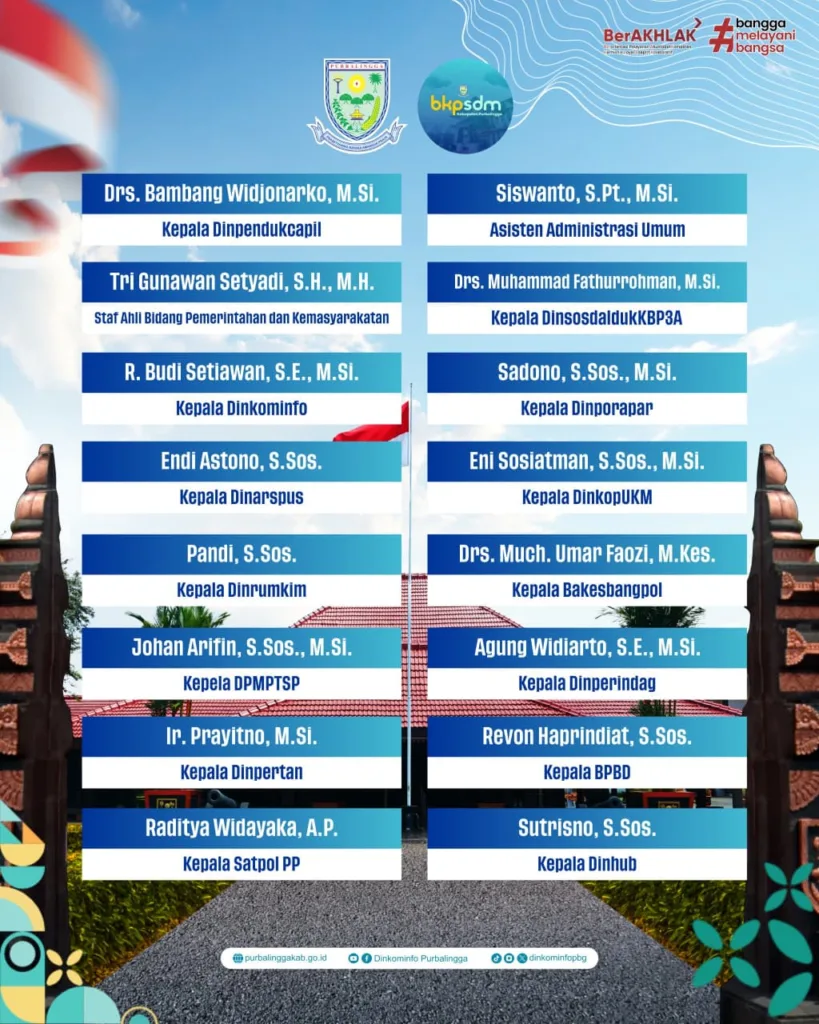 BerAKHLAK
#bangga
melayani
bangsa
PURBALINGGA
bkpsdm
Kabupaten Purbalingga
Drs. Bambang Widjonarko, M.Si.
Kepala Dinpendukcapil
Siswanto, S.Pt., M.Si.
Asisten Administrasi Umum
Tri Gunawan Setyadi, S.H., M.H.
Staf Ahli Bidang Pemerintahan dan Kemasyarakatan
Drs. Muhammad Fathurrohman, M.Si.
Kepala DinsosdaldukKBP3A
R. Budi Setiawan, S.E., M.Si.
Kepala Dinkominfo
Sadono, S.Sos., M.Si.
Kepala Dinporapar
Endi Astono, S.Sos.
Kepala Dinarspus
Eni Sosiatman, S.Sos., M.Si.
Kepala DinkopUKM
Pandi, S.Sos.
Kepala Dinrumkim
Drs. Much. Umar Faozi, M.Kes.
Kepala Bakesbangpol
Johan Arifin, S.Sos., M.Si.
Kepela DPMPTSP
Agung Widiarto, S.E., M.Si.
Kepala Dinperindag
Ir. Prayitno, M.Si.
Kepala Dinpertan
Revon Haprindiat, S.Sos.
Kepala BPBD
Raditya Widayaka, A.P.
Kepala Satpol PP
Sutrisno, S.Sos.
Kepala Dinhub
purbalinggakab.go.id Dinkominfo Purbalingga dinkominfopbg